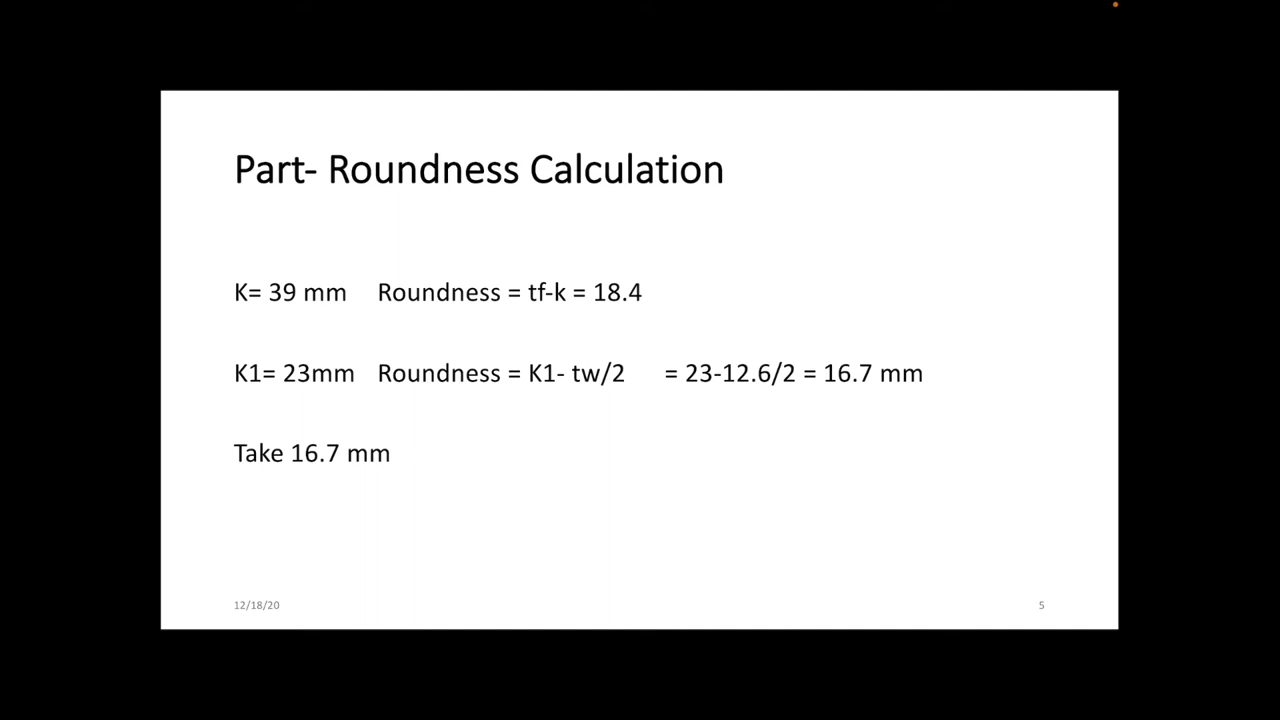 Part- Roundness Calculation
K= 39 mm Roundness = tf-k = 18.4
K1= 23mm Roundness = K1- tw/2 = 23-12.6/2 = 16.7 mm
Take 16.7 mm
12/18/20 5